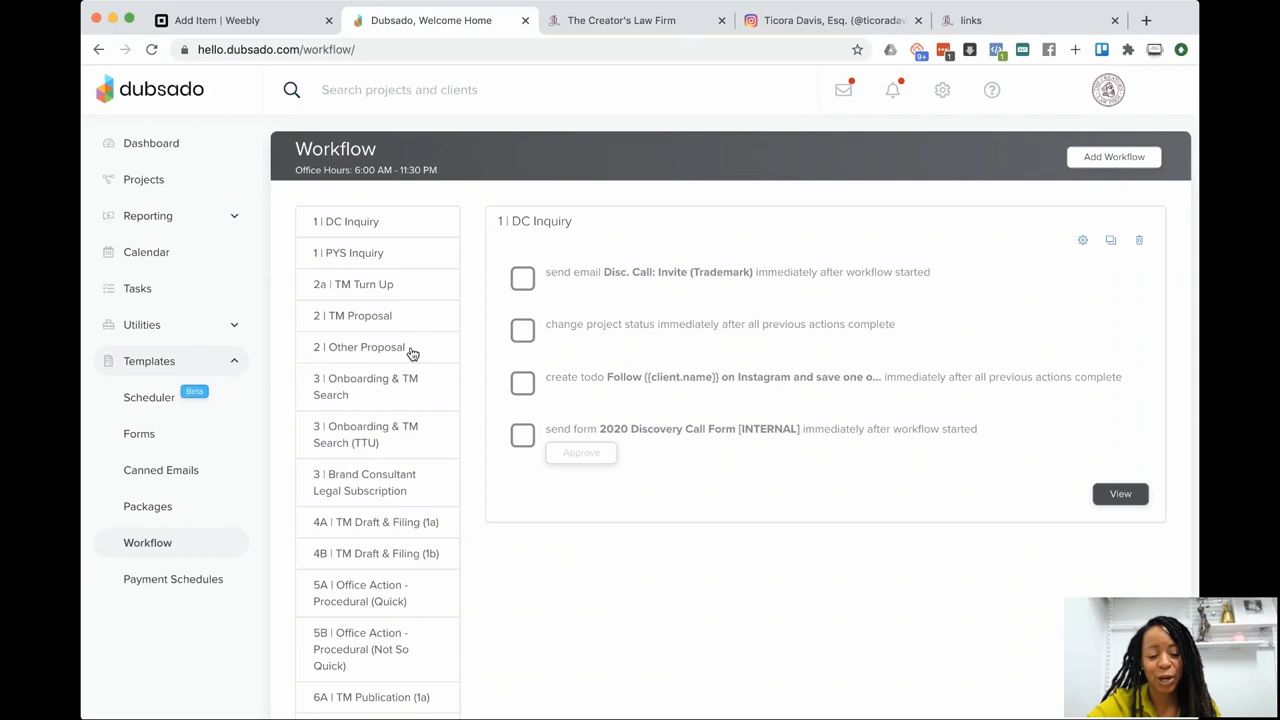 Add Item | Weebly
Dubsado, Welcome Home
The Creator's Law Firm
Ticora Davis, Esq. (@ticoradav
links
hello.dubsado.com/workflow/
9+
1
1
dubsado
Search projects and clients
Dashboard
Projects
Reporting
Calendar
Tasks
Utilities
Templates
Scheduler
Beta
Forms
Canned Emails
Packages
Workflow
Payment Schedules
Workflow
Office Hours: 6:00 AM - 11:30 PM
Add Workflow
1 | DC Inquiry
1 | PYS Inquiry
2a | TM Turn Up
2 | TM Proposal
2 | Other Proposal
3 | Onboarding & TM
Search
3 | Onboarding & TM
Search (TTU)
3 | Brand Consultant
Legal Subscription
4A | TM Draft & Filing (1a)
4B | TM Draft & Filing (1b)
5A | Office Action -
Procedural (Quick)
5B | Office Action -
Procedural (Not So
Quick)
6A | TM Publication (1a)
1 | DC Inquiry
send email Disc. Call: Invite (Trademark) immediately after workflow started
change project status immediately after all previous actions complete
create todo Follow {{client.name}} on Instagram and save one o... immediately after all previous actions complete
send form 2020 Discovery Call Form [INTERNAL] immediately after workflow started
Approve
View